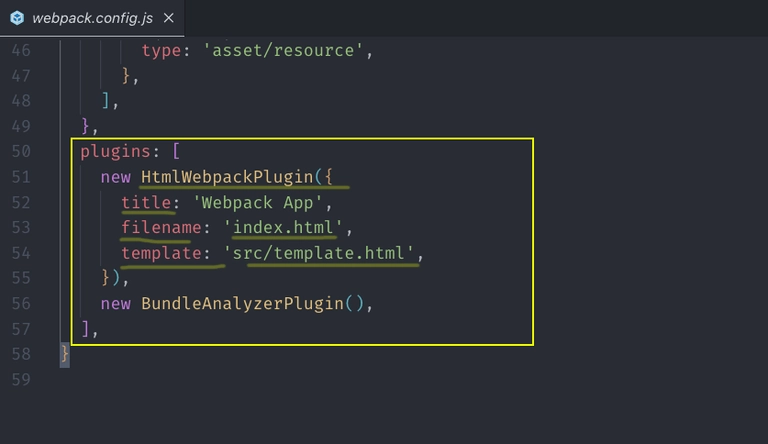 webpack.config.js ×
46 type: 'asset/resource',
47 },
48 ],
49 },
50 plugins: [
51 new HtmlWebpackPlugin({
52 title: 'Webpack App',
53 filename: 'index.html',
54 template: 'src/template.html',
55 }),
56 new BundleAnalyzerPlugin(),
57 ],
58 }
59